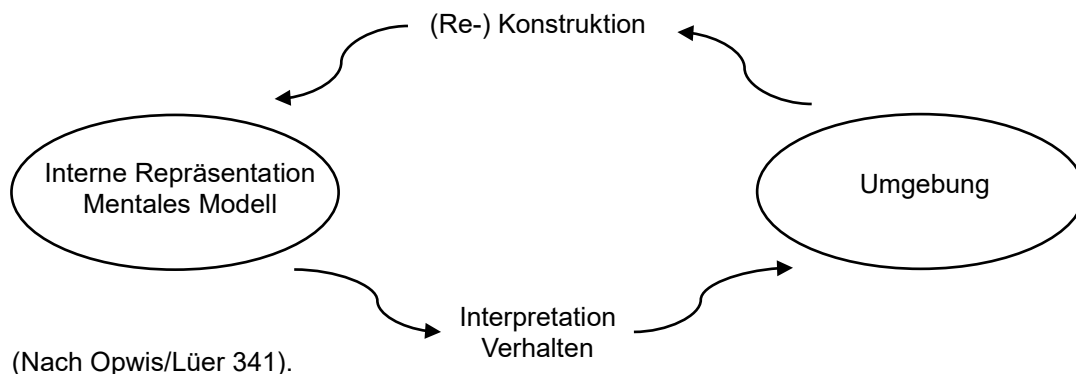 (Re-) Konstruktion
Interne Repräsentation
Mentales Modell
Umgebung
Interpretation
Verhalten
(Nach Opwis/Lüer 341).